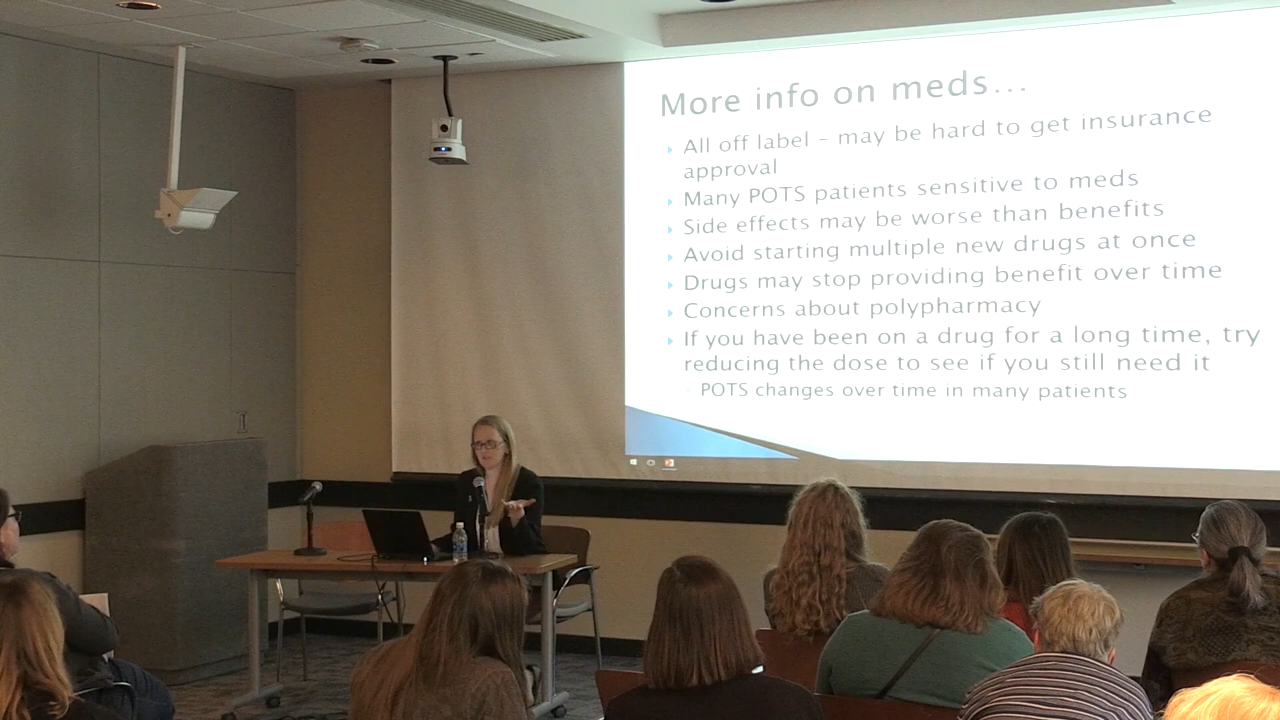 More info on meds...
All off label – may be hard to get insurance
approval
Many POTS patients sensitive to meds
Side effects may be worse than benefits
Avoid starting multiple new drugs at once
Drugs may stop providing benefit over time
Concerns about polypharmacy
If you have been on a drug for a long time, try
reducing the dose to see if you still need it
POTS changes over time in many patients